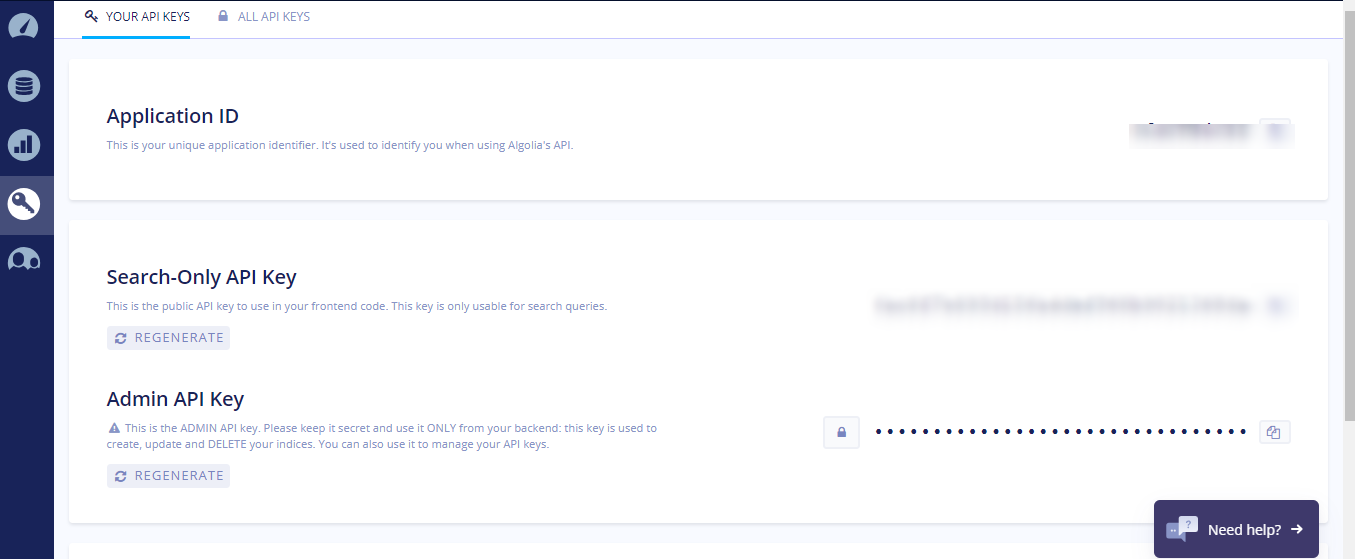 YOUR API KEYS
ALL API KEYS
Application ID
This is your unique application identifier. It's used to identify you when using Algolia's API.
Search-Only API Key
This is the public API key to use in your frontend code. This key is only usable for search queries.
REGENERATE
Admin API Key
This is the ADMIN API key. Please keep it secret and use it ONLY from your backend: this key is used to
create, update and DELETE your indices. You can also use it to manage your API keys.
REGENERATE
Need help?